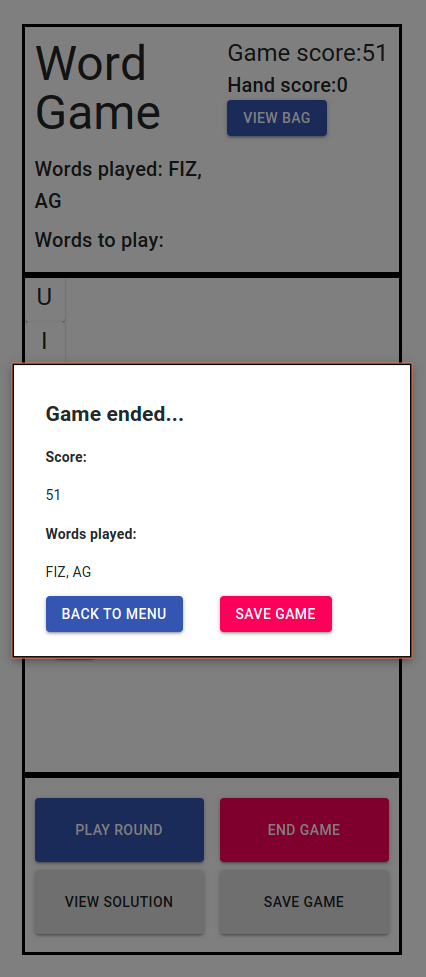 Word
Game
Game score:51
Hand score:0
VIEW BAG
Words played: FIZ,
AG
Words to play:
U
I
Game ended...
Score:
51
Words played:
FIZ, AG
BACK TO MENU
SAVE GAME
PLAY ROUND
END GAME
VIEW SOLUTION
SAVE GAME